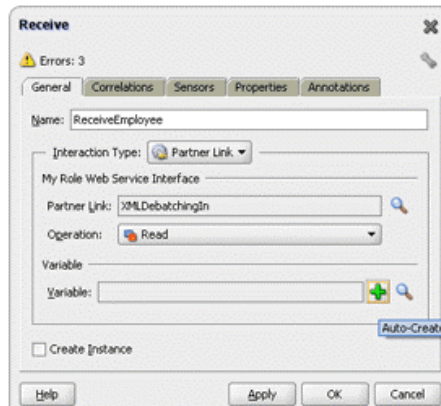 Receive
Errors: 3
General Correlations Sensors Properties Annotations
Name: ReceiveEmployee
Interaction Type: Partner Link
My Role Web Service Interface
Partner Link: XMLDebatchingIn
Operation: Read
Variable
Variable:
Auto-Create
Create Instance
Help Apply OK Cancel